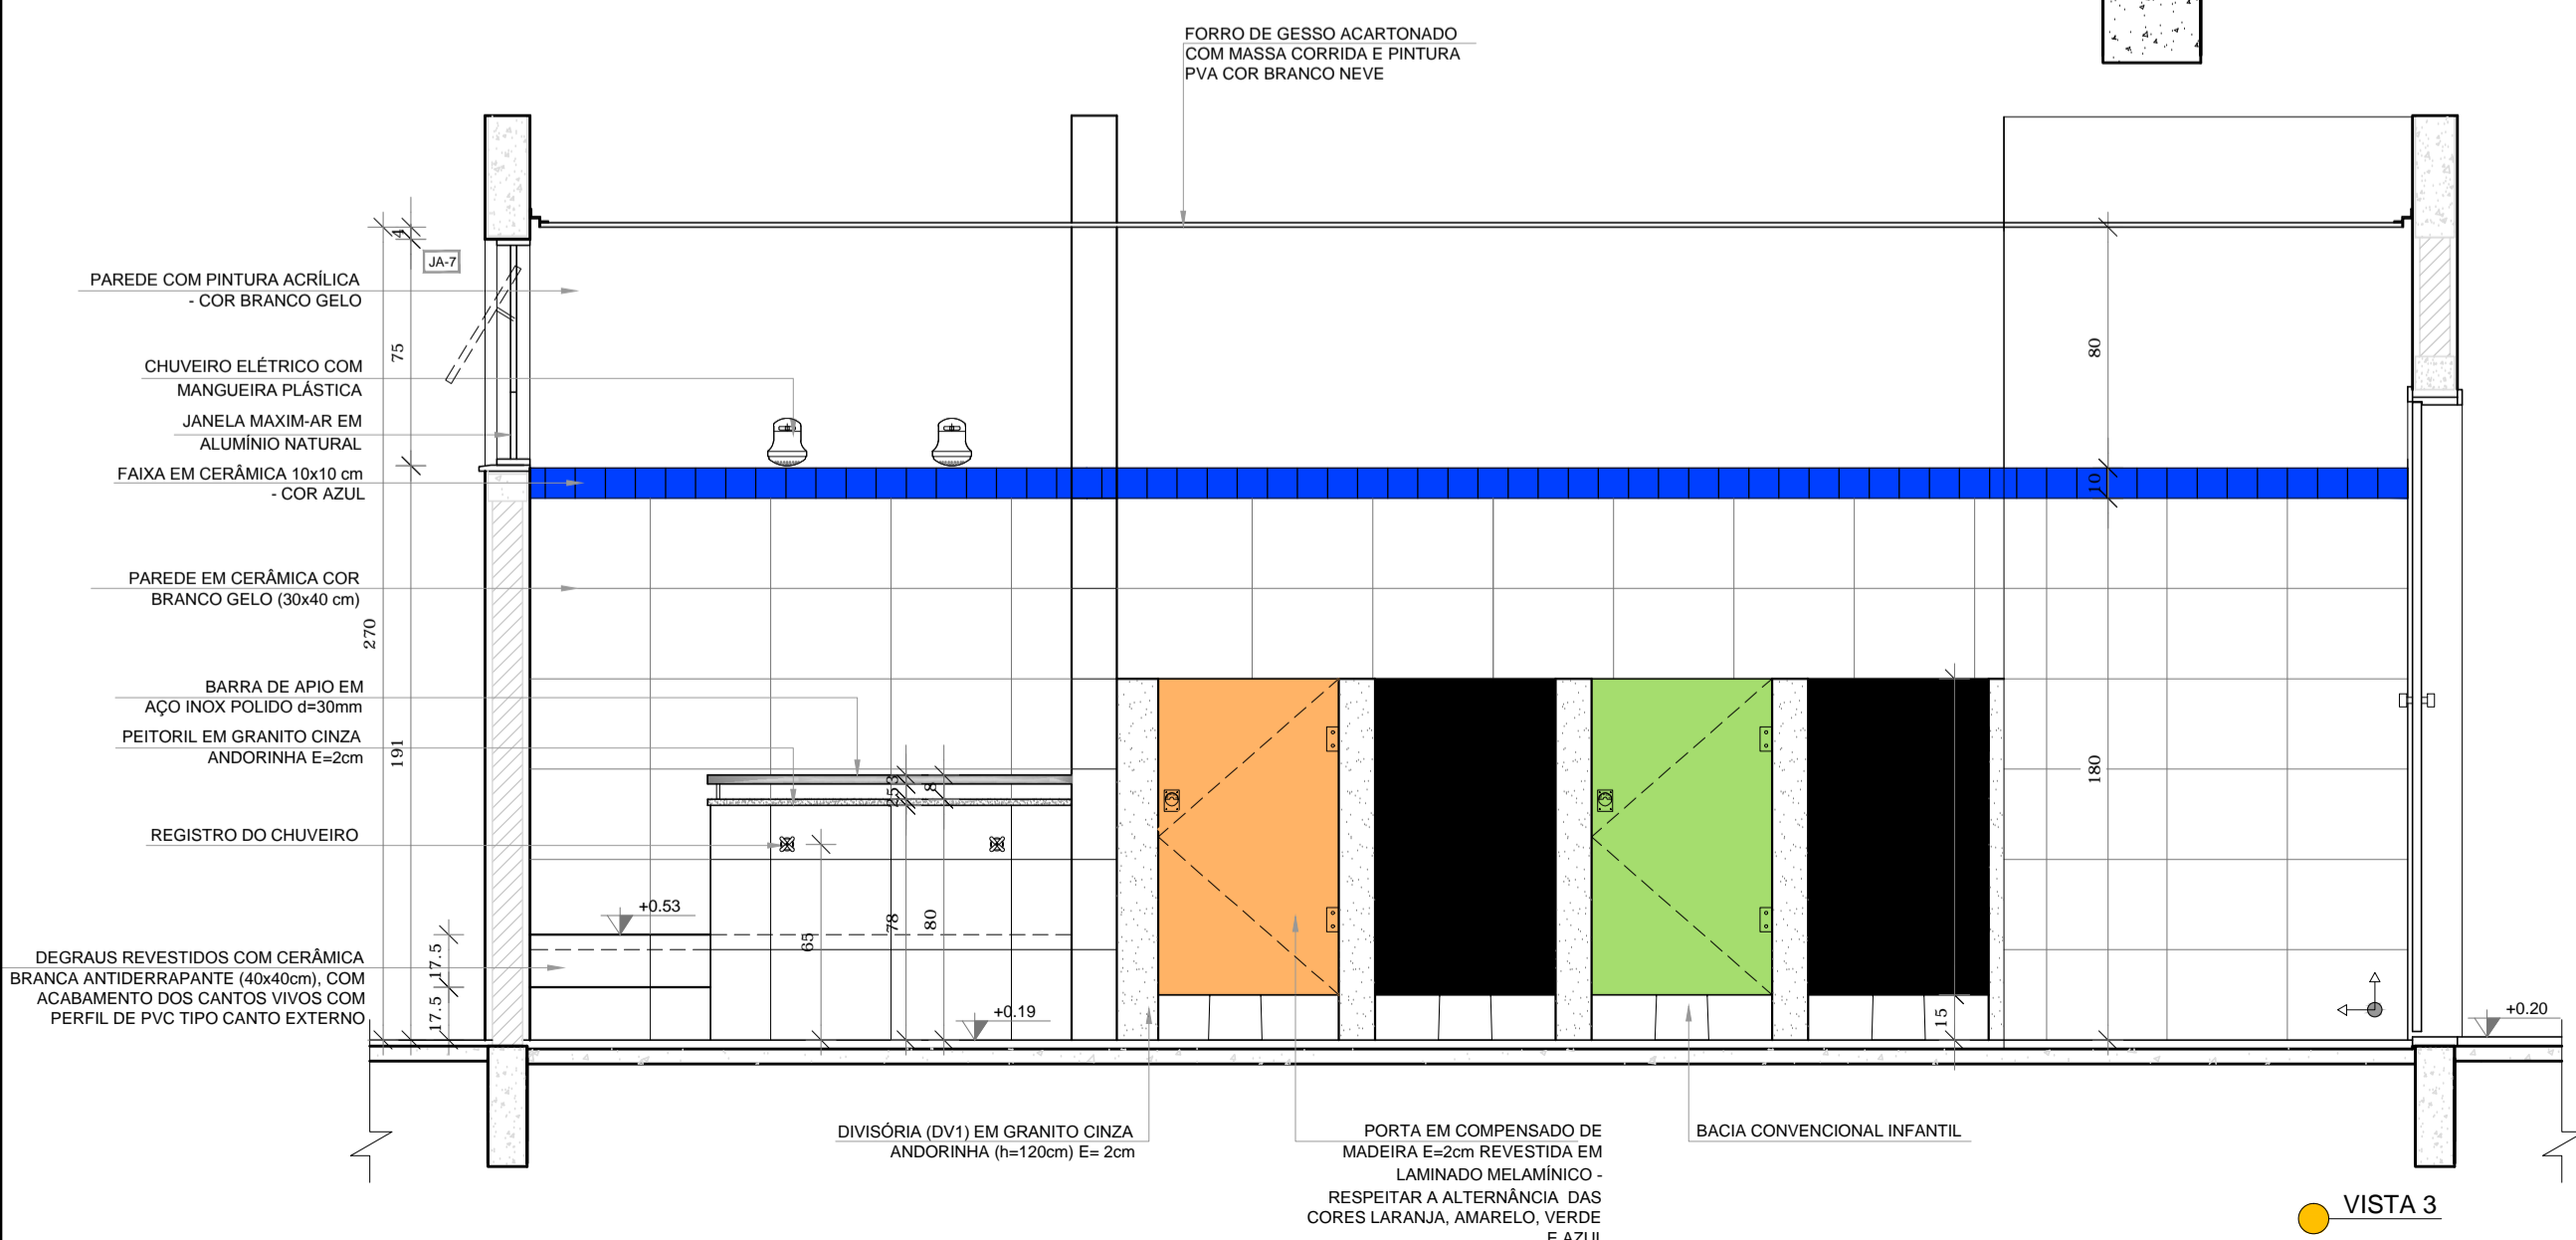 FORRO DE GESSO ACARTONADO
COM MASSA CORRIDA E PINTURA
PVA COR BRANCO NEVE
4
JA-7
PAREDE COM PINTURA ACRÍLICA
- COR BRANCO GELO
75
80
CHUVEIRO ELÉTRICO COM
MANGUEIRA PLÁSTICA
JANELA MAXIM-AR EM
ALUMÍNIO NATURAL
FAIXA EM CERÂMICA 10x10 cm
- COR AZUL
10
PAREDE EM CERÂMICA COR
BRANCO GELO (30x40 cm)
270
BARRA DE APIO EM
AÇO INOX POLIDO d=30mm
PEITORIL EM GRANITO CINZA
ANDORINHA E=2cm
191
3
25
8
180
REGISTRO DO CHUVEIRO
+0.53
65
78
80
DEGRAUS REVESTIDOS COM CERÂMICA
BRANCA ANTIDERRAPANTE (40x40cm), COM
ACABAMENTO DOS CANTOS VIVOS COM
PERFIL DE PVC TIPO CANTO EXTERNO
17.5
17.5
+0.19
15
+0.20
DIVISÓRIA (DV1) EM GRANITO CINZA
ANDORINHA (h=120cm) E= 2cm
PORTA EM COMPENSADO DE
MADEIRA E=2cm REVESTIDA EM
LAMINADO MELAMÍNICO -
RESPEITAR A ALTERNÂNCIA DAS
CORES LARANJA, AMARELO, VERDE
E AZUL
BACIA CONVENCIONAL INFANTIL
VISTA 3